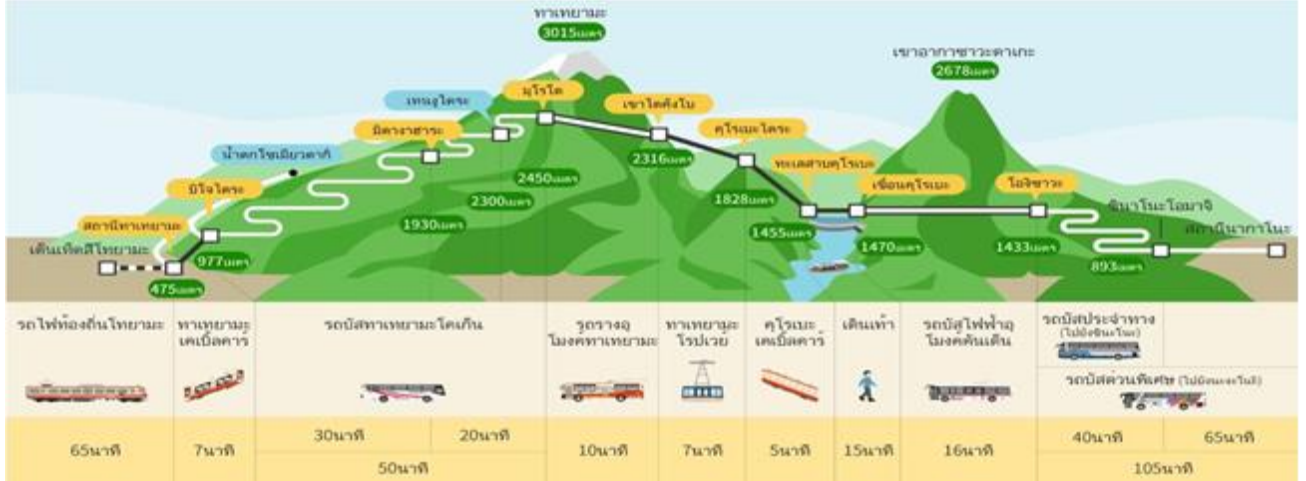 ทาเทยามะ
3015เมตร
เขาอากาซาวะดาเกะ
2678เมตร
มุโรโด
เทนงูไดระ
เขาไดคังโบ
มิดางาฮาระ
คุโรเบะไดระ
น้ำตกโชเมียวดากิ
ทะเลสาบคุโรเบะ
บิโจไดระ
เขื่อนคุโรเบะ
โอกิซาวะ
สถานีทาเทยามะ
ชินาโนะโอมาจิ
สถานีนากาโนะ
เด็นเท็ตสึโทยามะ
2316เมตร
2450เมตร
2300เมตร
1828เมตร
1930เมตร
1455เมตร
1470เมตร
1433เมตร
977เมตร
893เมตร
475เมตร
รถไฟท้องถิ่นโทยามะ
ทาเทยามะ
เคเบิ้ลคาร์
รถบัสทาเทยามะโคเก็น
รถรางอุ
โมงค์ทาเทยามะ
ทาเทยามะ
โรปเวย
คุโรเบะ
เคเบิ้ลคาร์
เดินเท้า
รถบัสไฟฟ้าอุ
โมงค์คันเด็น
รถบัสประจำทาง
(ไปยังชินะโนะ)
รถบัสด่วนพิเศษ
65นาที
7นาที
30นาที
20นาที
50นาที
10นาที
7นาที
5นาที
15นาที
16นาที
40นาที
65นาที
105นาที